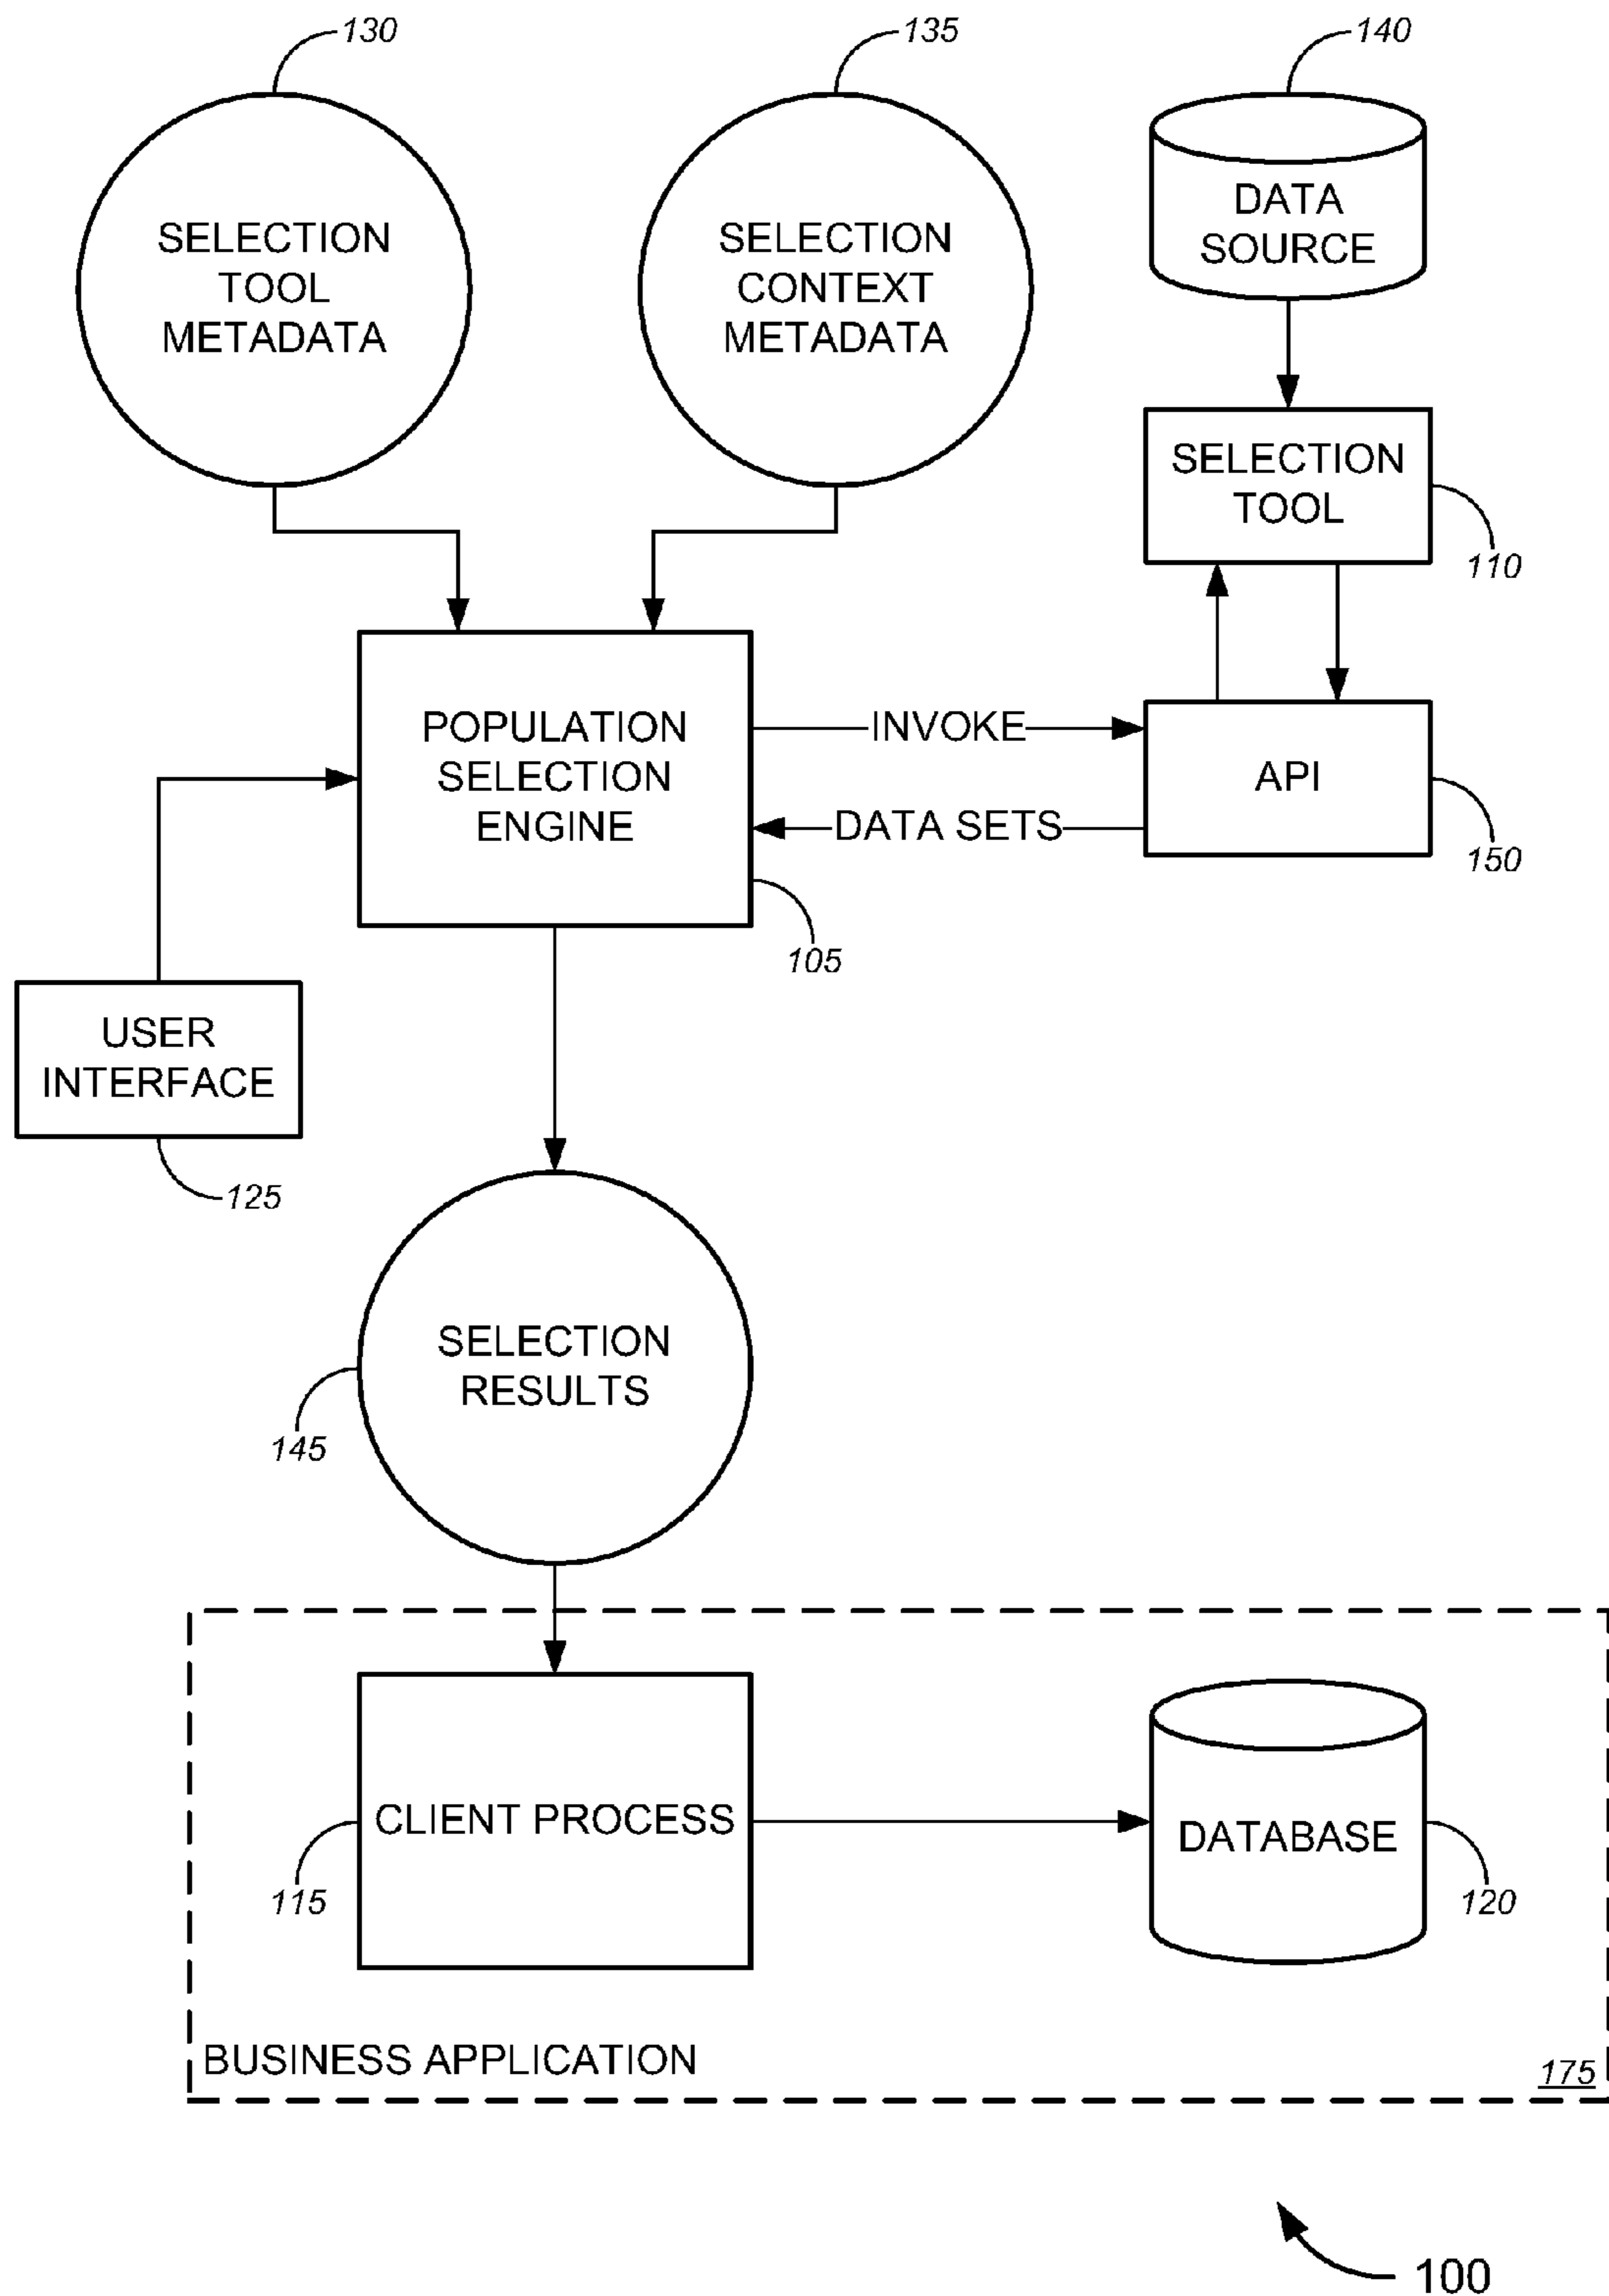 130
135
140
SELECTION
TOOL
METADATA
SELECTION
CONTEXT
METADATA
DATA
SOURCE
SELECTION
TOOL
110
POPULATION
SELECTION
ENGINE
INVOKE
DATA SETS
API
150
105
USER
INTERFACE
125
SELECTION
RESULTS
145
CLIENT PROCESS
115
DATABASE
120
BUSINESS APPLICATION
175
100